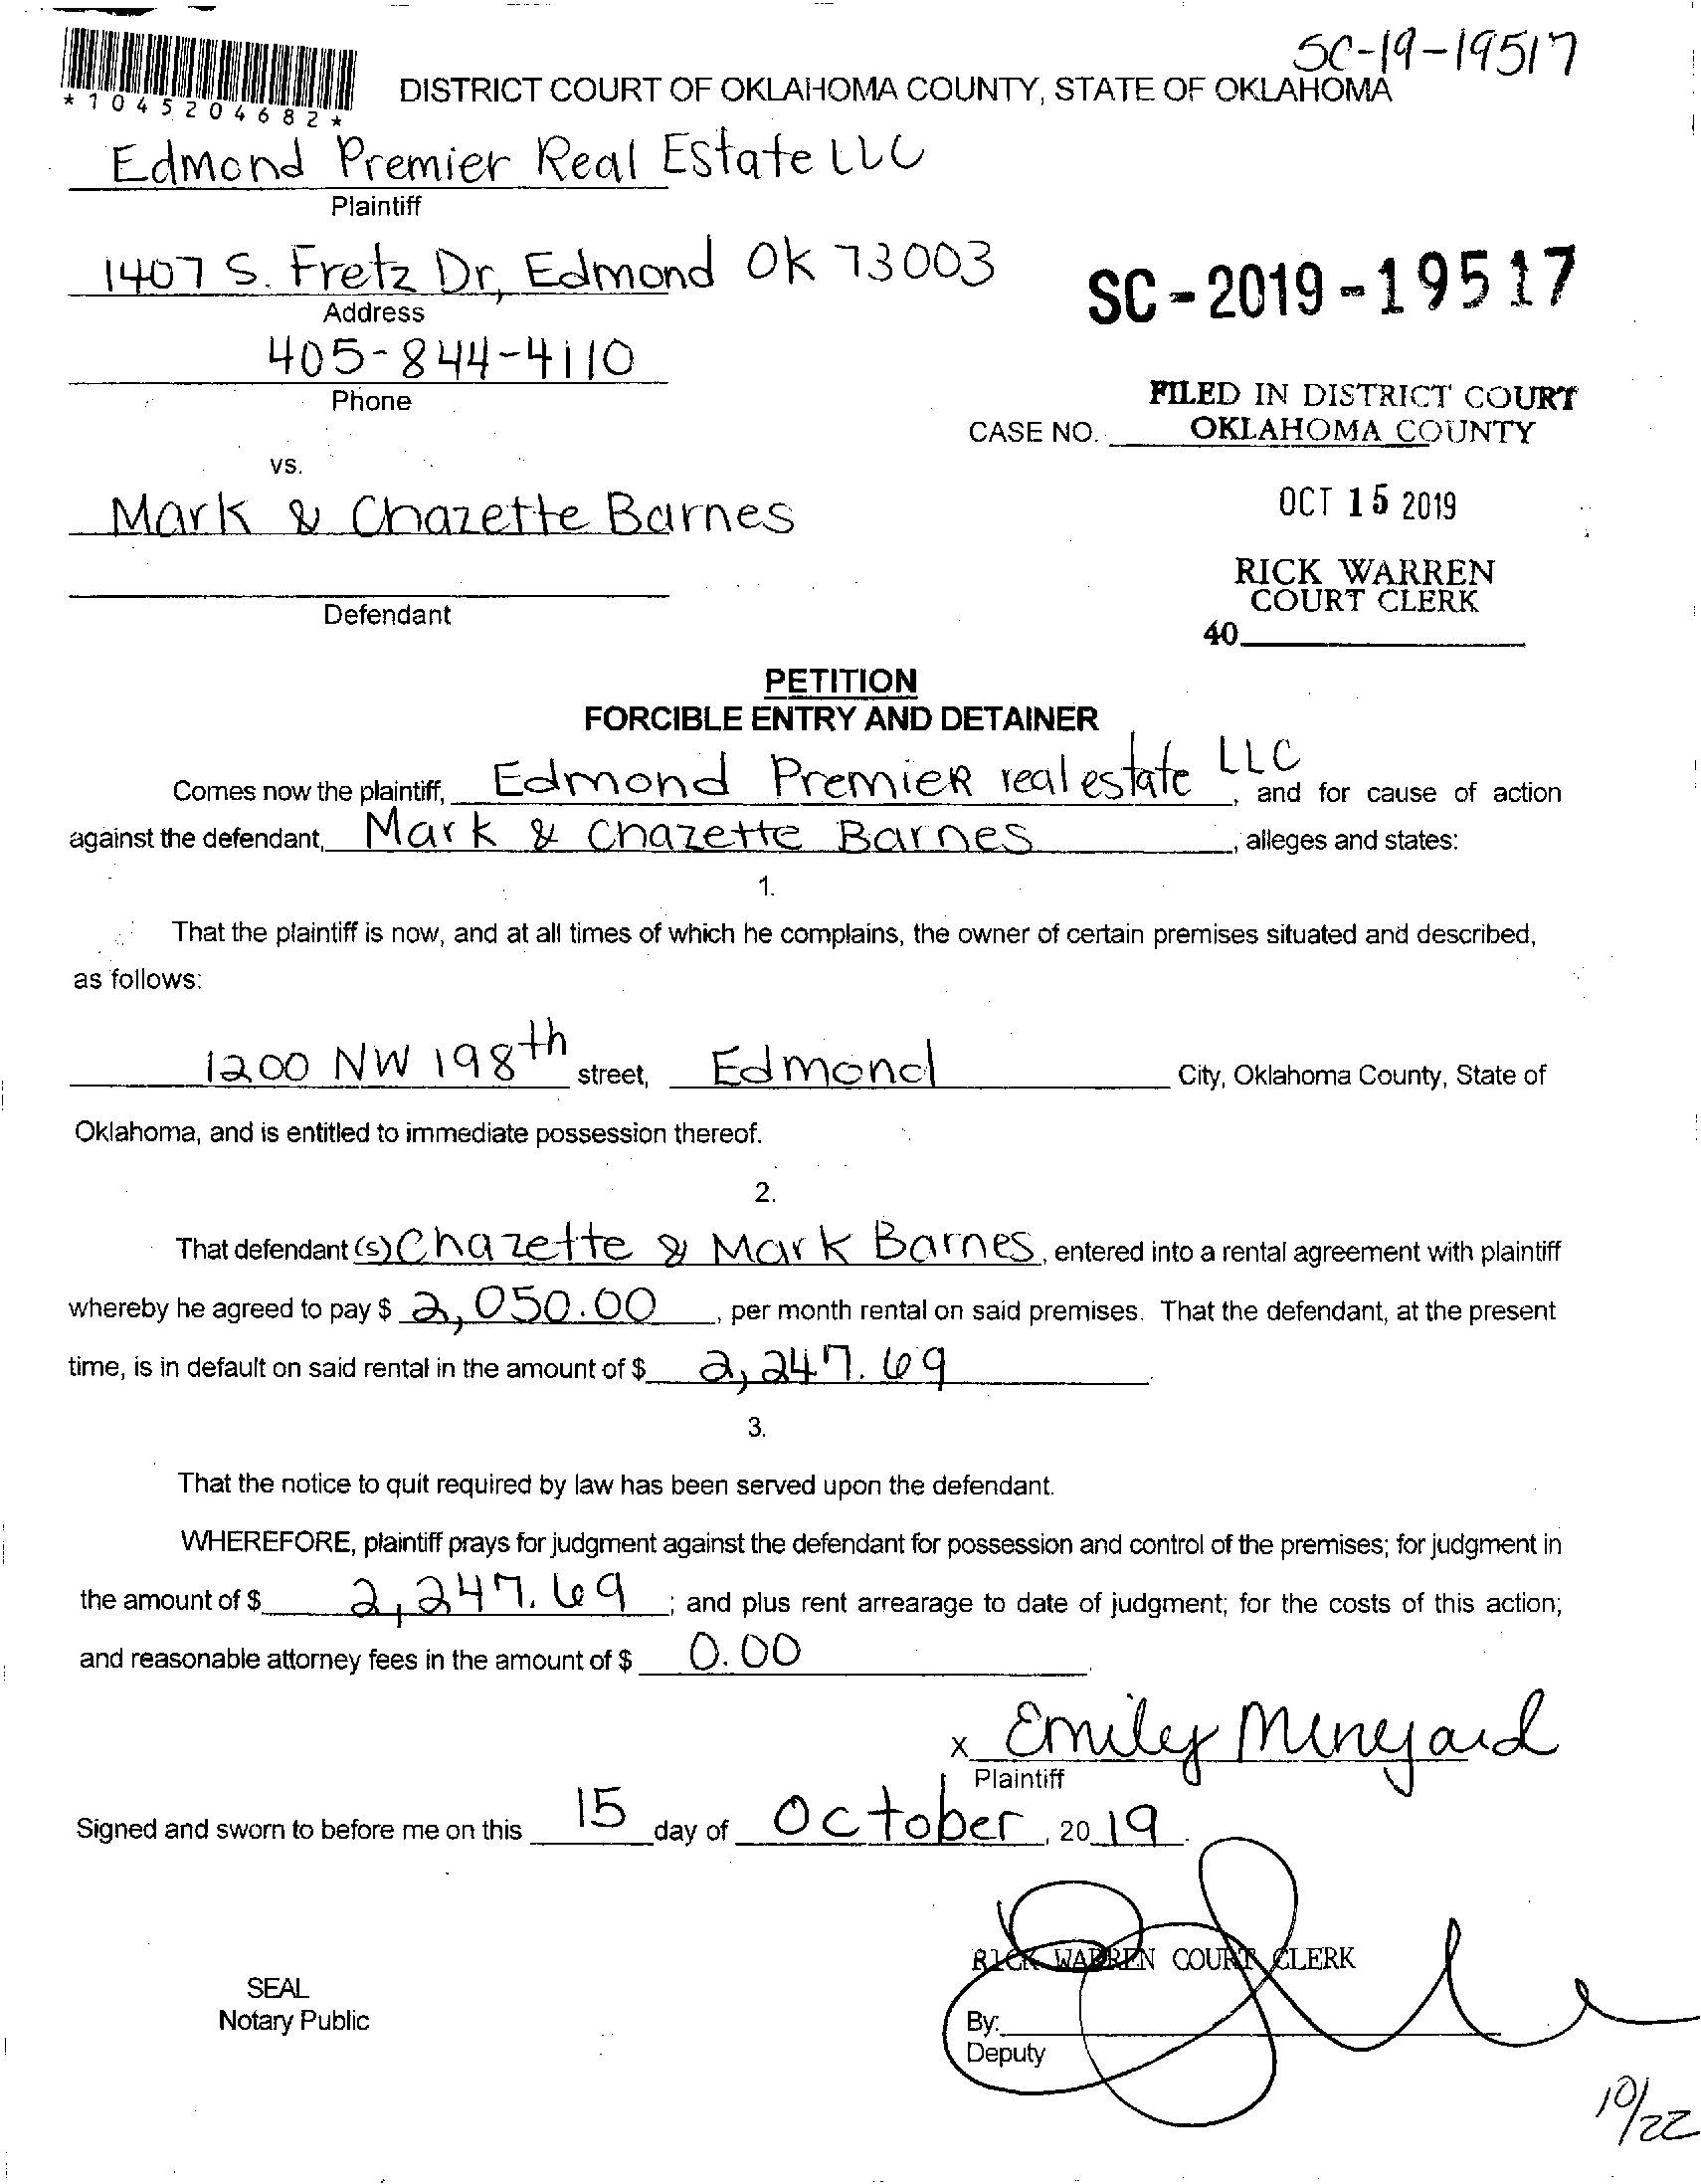 SC-19-19517
*1045204682*
DISTRICT COURT OF OKLAHOMA COUNTY, STATE OF OKLAHOMA
Edmond Premier Real Estate LLC
Plaintiff
1407 S. Fretz Dr, Edmond OK 73003
Address
SC-2019-19517
405-844-4110
Phone
FILED IN DISTRICT COURT
CASE NO. OKLAHOMA COUNTY
vs.
Mark & Chazette Barnes
OCT 15 2019
RICK WARREN
COURT CLERK
Defendant
40
PETITION
FORCIBLE ENTRY AND DETAINER
Comes now the plaintiff, Edmond Premier real estate LLC, and for cause of action
against the defendant, Mark & Chazette Barnes, alleges and states:
1.
That the plaintiff is now, and at all times of which he complains, the owner of certain premises situated and described,
as follows:
1200 NW 198th street, Edmond City, Oklahoma County, State of
Oklahoma, and is entitled to immediate possession thereof.
2.
That defendant (s) Chazette & Mark Barnes, entered into a rental agreement with plaintiff
whereby he agreed to pay $ 2,050.00, per month rental on said premises. That the defendant, at the present
time, is in default on said rental in the amount of $ 2,247.69
3.
That the notice to quit required by law has been served upon the defendant.
WHEREFORE, plaintiff prays for judgment against the defendant for possession and control of the premises; for judgment in
the amount of $ 2,247.69; and plus rent arrearage to date of judgment; for the costs of this action;
and reasonable attorney fees in the amount of $ 0.00
x Emily Minyard
Plaintiff
Signed and sworn to before me on this 15 day of October, 2019.
RICK WARREN COURT CLERK
SEAL
Notary Public
By:
Deputy
10/22